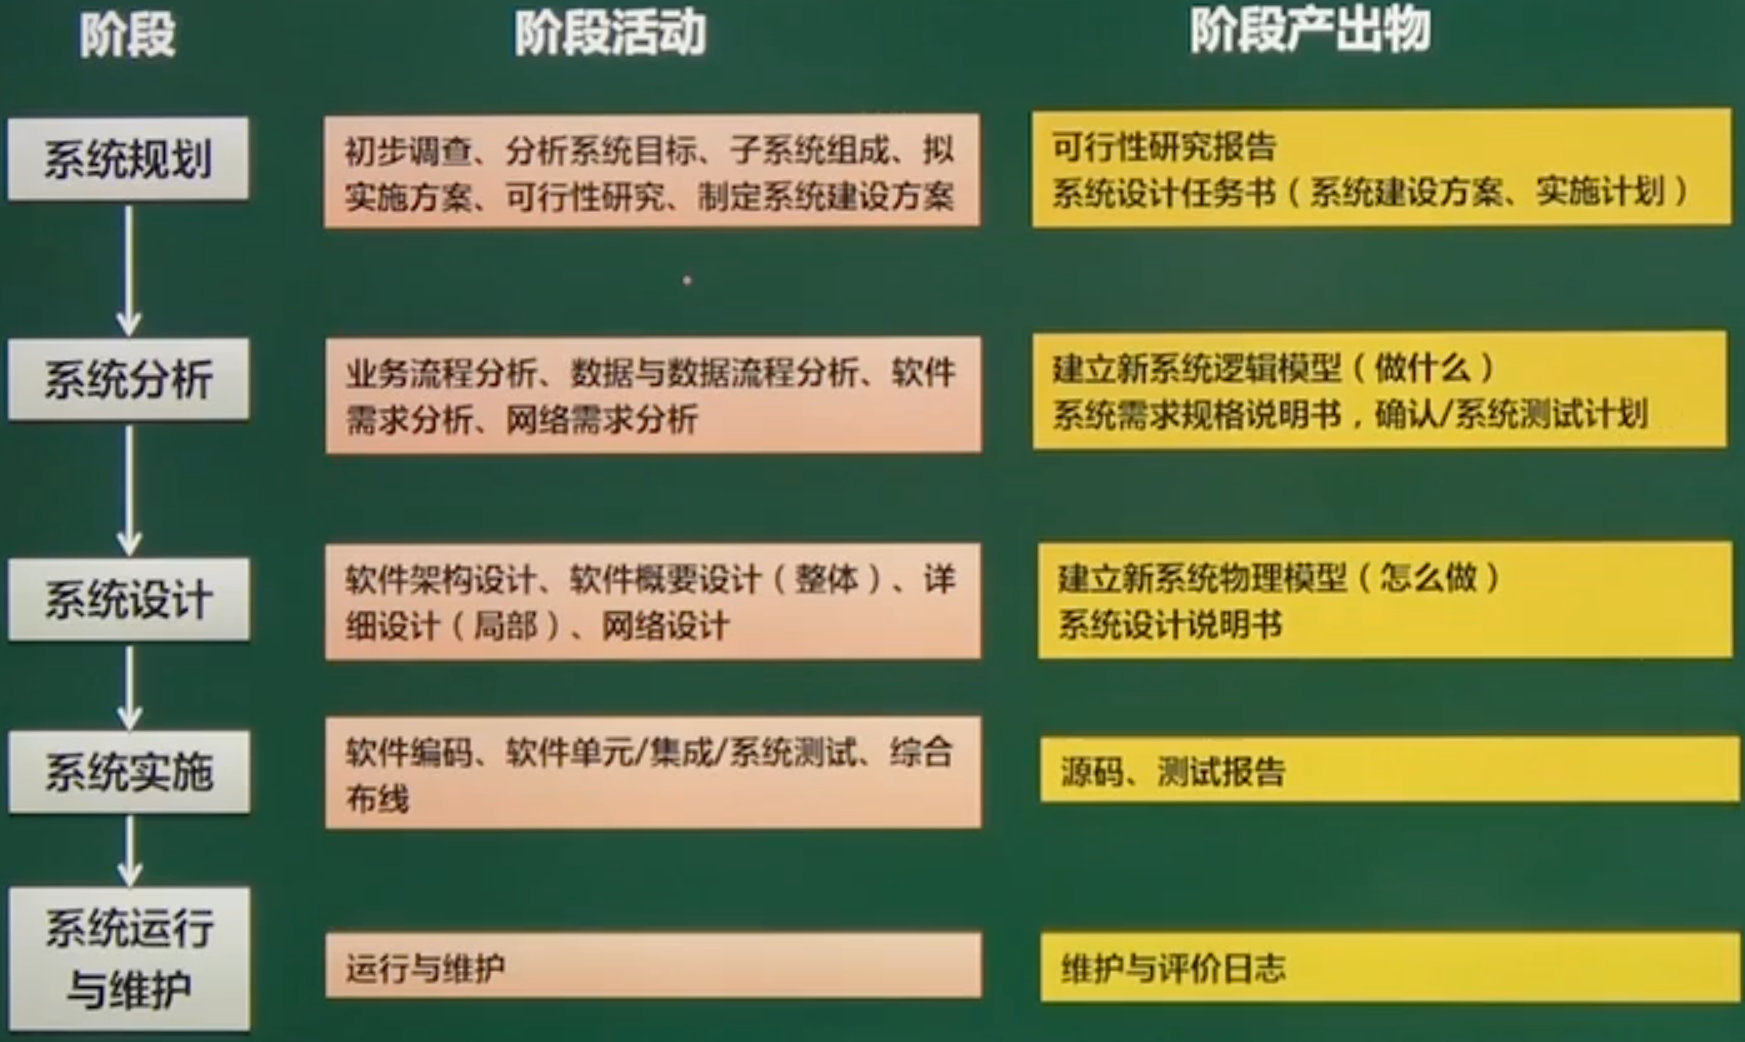 阶段
阶段活动
阶段产出物
系统规划
初步调查、分析系统目标、子系统组成、拟
实施方案、可行性研究、制定系统建设方案
可行性研究报告
系统设计任务书（系统建设方案、实施计划）
系统分析
业务流程分析、数据与数据流程分析、软件
需求分析、网络需求分析
建立新系统逻辑模型（做什么）
系统需求规格说明书，确认/系统测试计划
系统设计
软件架构设计、软件概要设计（整体）、详
细设计（局部）、网络设计
建立新系统物理模型（怎么做）
系统设计说明书
系统实施
软件编码、软件单元/集成/系统测试、综合
布线
源码、测试报告
系统运行
与维护
运行与维护
维护与评价日志